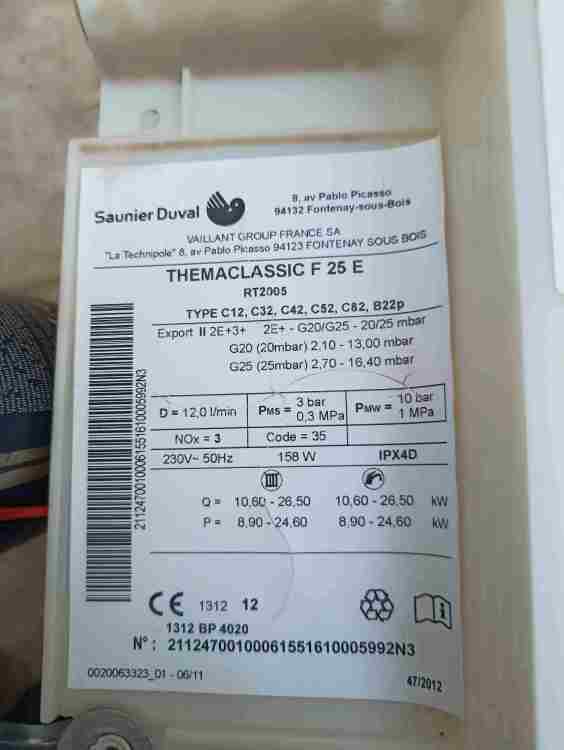 Saunier Duval
8, av Pablo Picasso
94132 Fontenay-sous-Bois
VAILLANT GROUP FRANCE SA
"La Technipole" 8, av Pablo Picasso 94123 FONTENAY SOUS BOIS
THEMACLASSIC F 25 E
RT2005
TYPE C12, C32, C42, C52, C82, B22p
Export II 2E+3+ 2E+ - G20/G25 - 20/25 mbar
G20 (20mbar) 2,10 - 13,00 mbar
G25 (25mbar) 2,70 - 16,40 mbar
D = 12,0 l/min
PMS = 3 bar
0,3 MPa
PMW = 10 bar
1 MPa
NOx = 3 Code = 35
230V~ 50Hz 158 W IPX4D
Q = 10,60 - 26,50 10,60 - 26,50 kW
P = 8,90 - 24,60 8,90 - 24,60 kW
CE 1312 12
1312 BP 4020
N° : 21124700100061551610005992N3
0020063323_01 - 06/11
47/2012
21124700100061551610005992N3